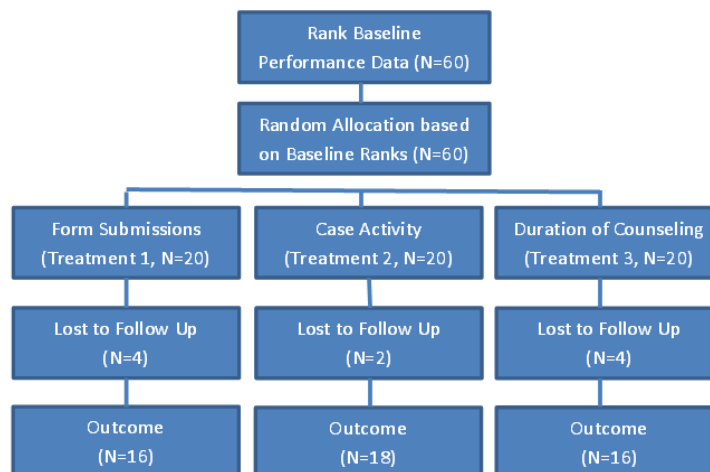 Rank Baseline
Performance Data (N=60)
Random Allocation based
on Baseline Ranks (N=60)
Form Submissions
(Treatment 1, N=20)
Case Activity
(Treatment 2, N=20)
Duration of Counseling
(Treatment 3, N=20)
Lost to Follow Up
(N=4)
Lost to Follow Up
(N=2)
Lost to Follow Up
(N=4)
Outcome
(N=16)
Outcome
(N=18)
Outcome
(N=16)